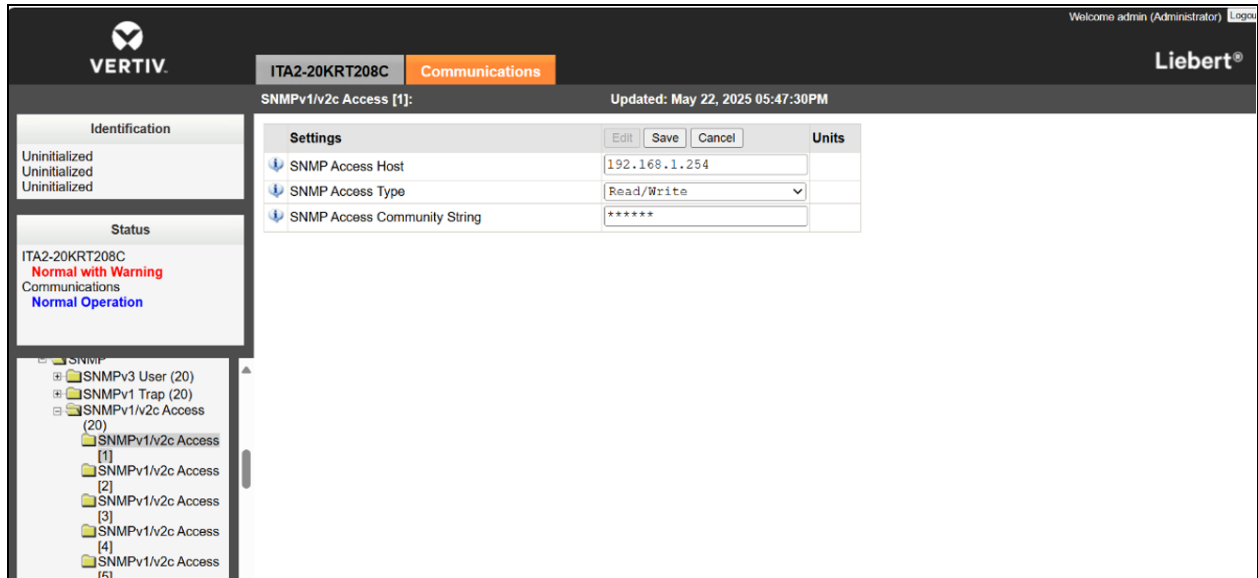 Welcome admin (Administrator) Logou
VERTIV.
ITA2-20KRT208C Communications
Liebert®
SNMPv1/v2c Access [1]: Updated: May 22, 2025 05:47:30PM
Identification
Uninitialized
Uninitialized
Uninitialized
Status
ITA2-20KRT208C
Normal with Warning
Communications
Normal Operation
SNMP
SNMPv3 User (20)
SNMPv1 Trap (20)
SNMPv1/v2c Access
(20)
SNMPv1/v2c Access
[1]
SNMPv1/v2c Access
[2]
SNMPv1/v2c Access
[3]
SNMPv1/v2c Access
[4]
SNMPv1/v2c Access
[5]
Settings Edit Save Cancel Units
SNMP Access Host 192.168.1.254
SNMP Access Type Read/Write
SNMP Access Community String ******